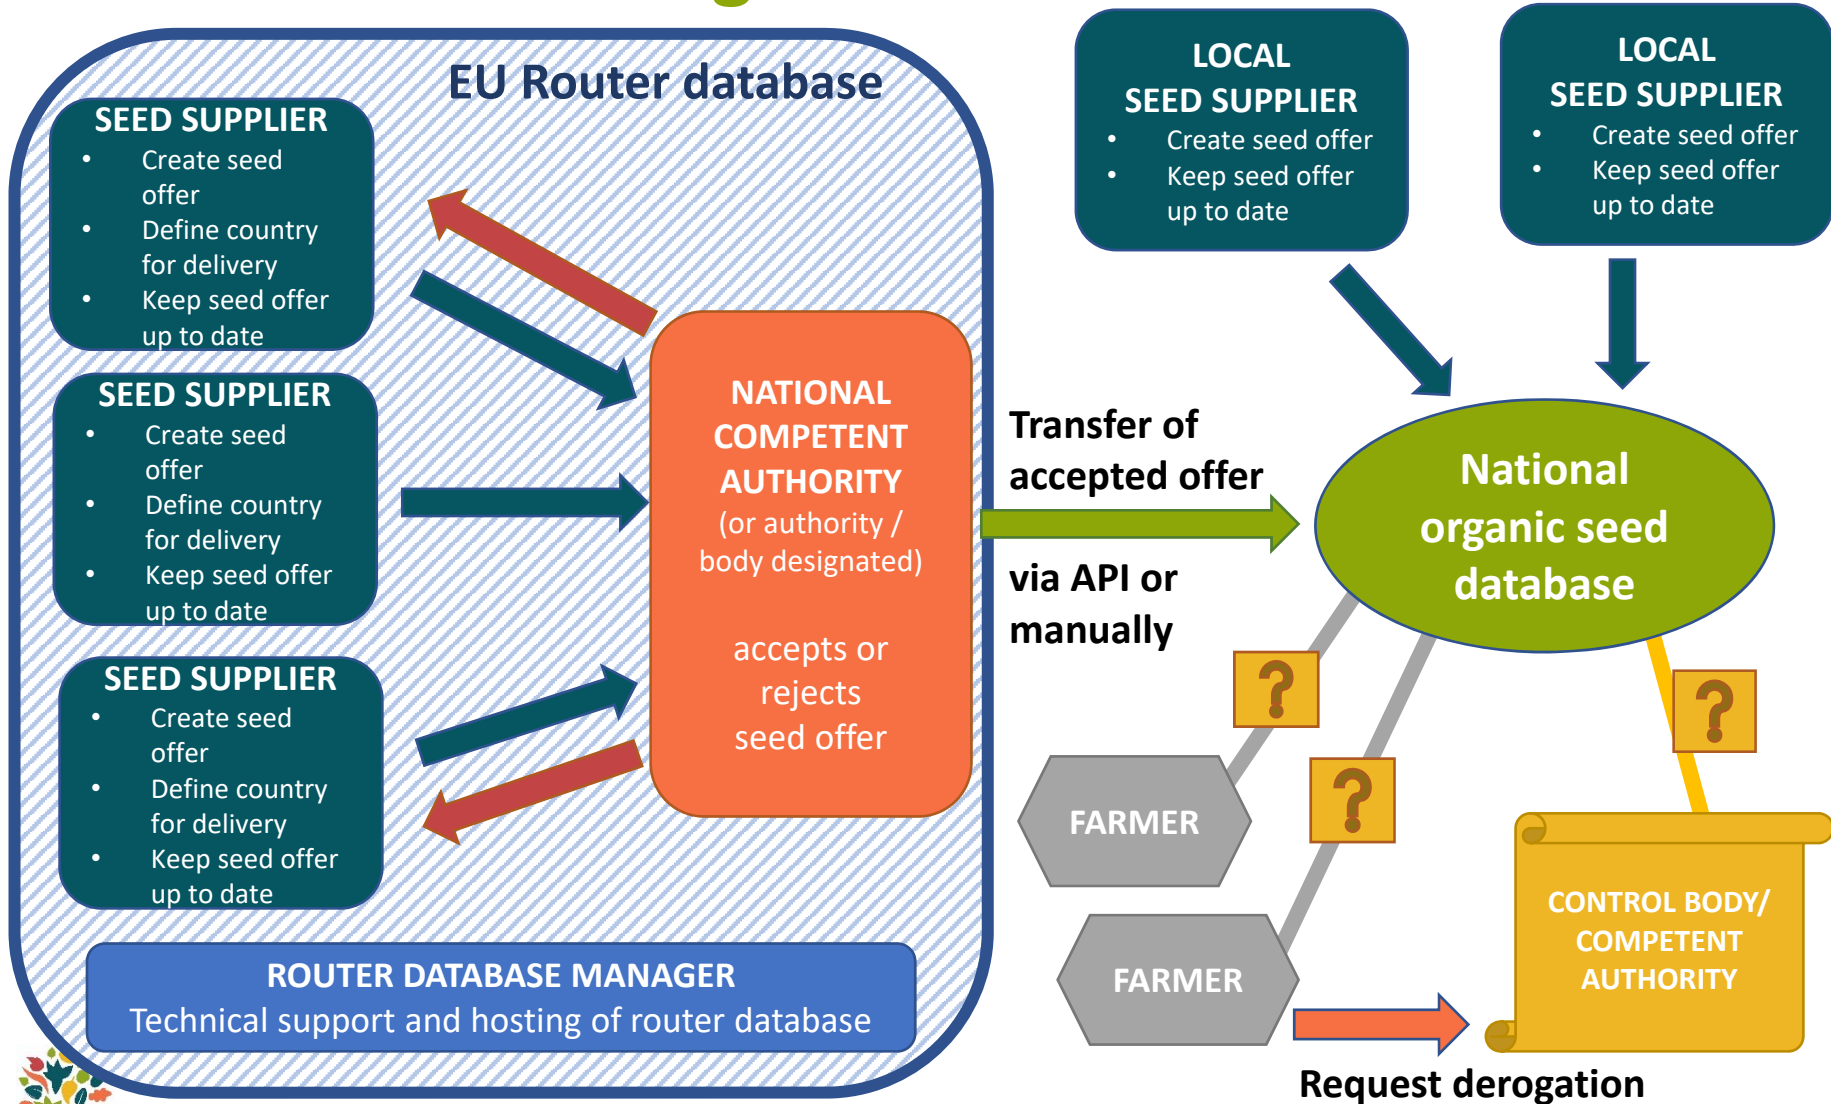 EU Router database
SEED SUPPLIER
• Create seed
offer
• Define country
for delivery
• Keep seed offer
up to date
SEED SUPPLIER
• Create seed
offer
• Define country
for delivery
• Keep seed offer
up to date
SEED SUPPLIER
• Create seed
offer
• Define country
for delivery
• Keep seed offer
up to date
NATIONAL
COMPETENT
AUTHORITY
(or authority /
body designated)
accepts or
rejects
seed offer
ROUTER DATABASE MANAGER
Technical support and hosting of router database
LOCAL
SEED SUPPLIER
• Create seed offer
• Keep seed offer
up to date
LOCAL
SEED SUPPLIER
• Create seed offer
• Keep seed offer
up to date
Transfer of
accepted offer
via API or
manually
National
organic seed
database
?
?
?
FARMER
FARMER
CONTROL BODY/
COMPETENT
AUTHORITY
Request derogation